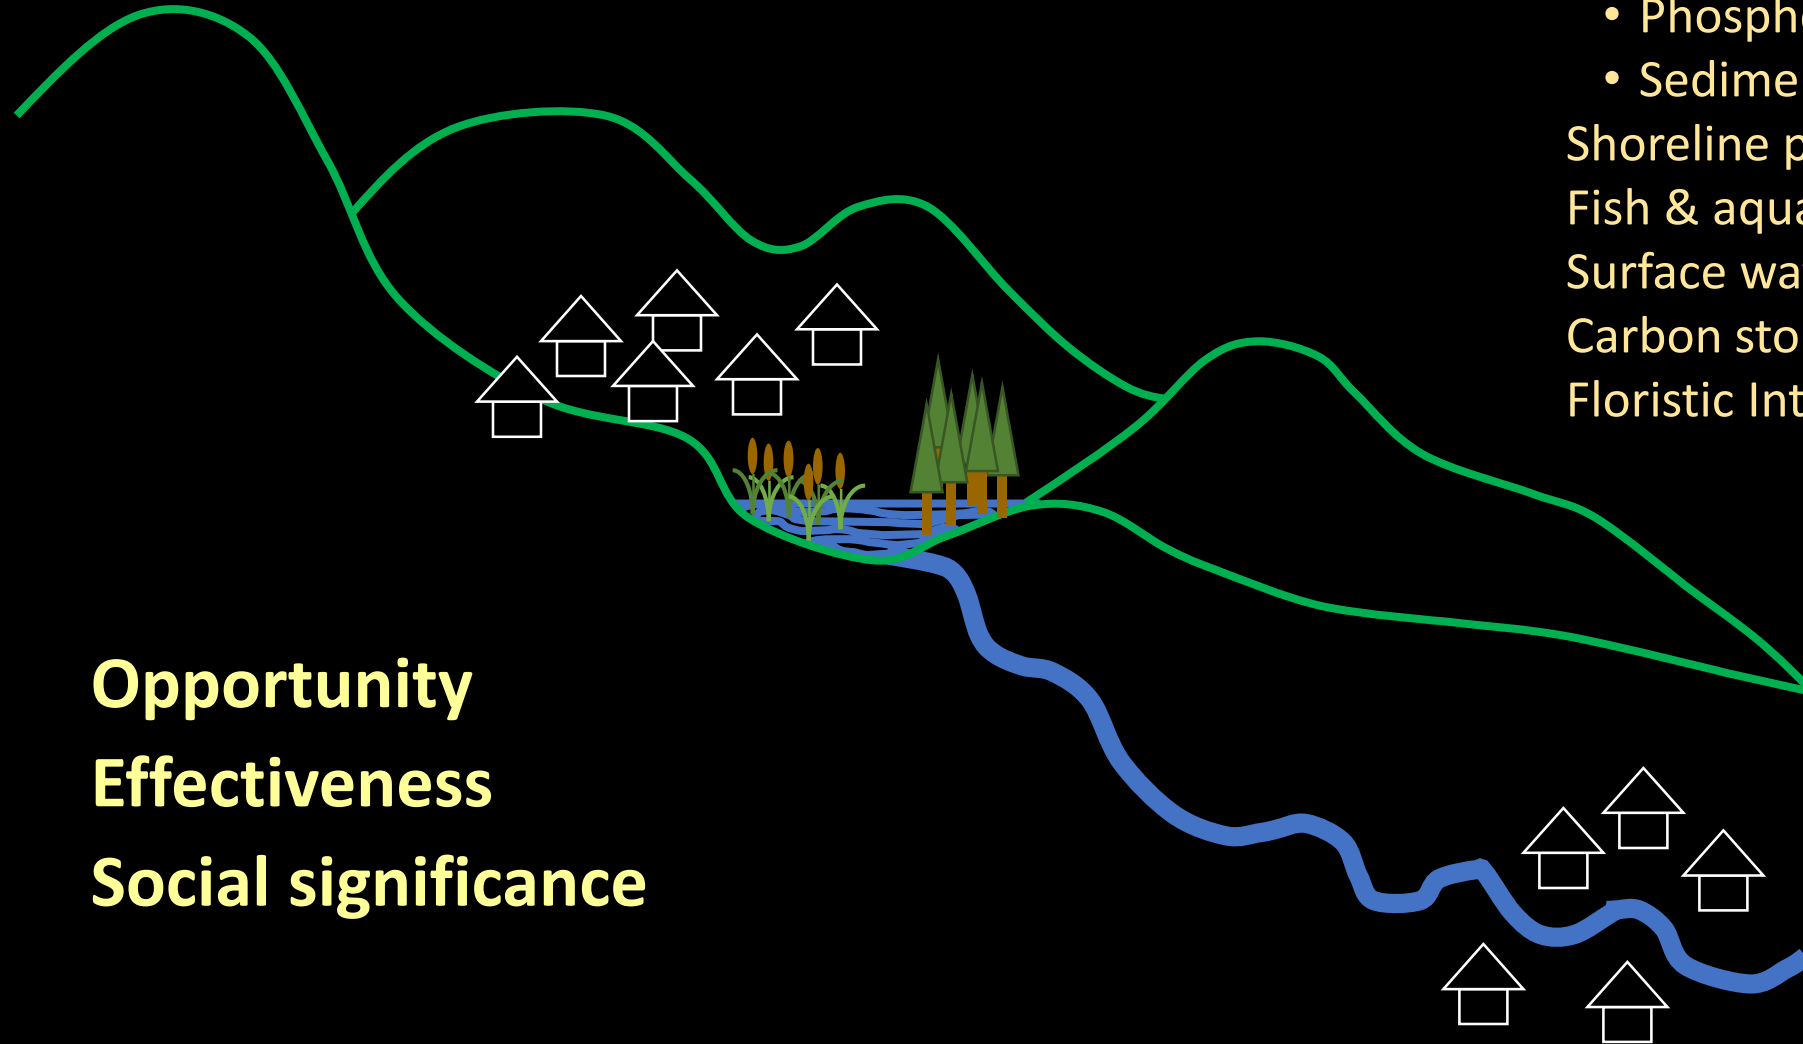 • Phosph
• Sedime
Shoreline p
Fish & aqua
Surface wa
Carbon sto
Floristic Int
Opportunity
Effectiveness
Social significance